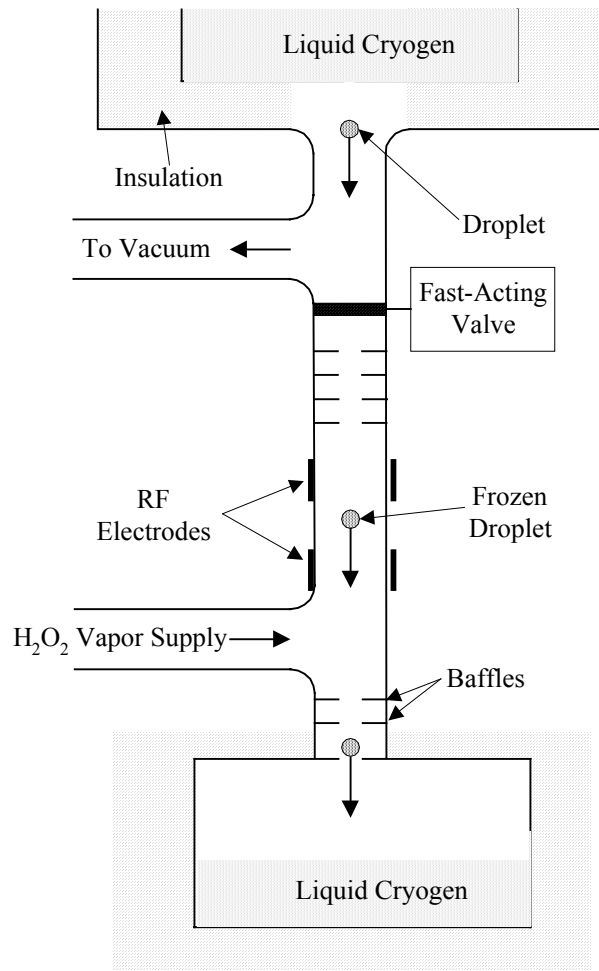 Liquid Cryogen
Insulation
Droplet
To Vacuum
Fast-Acting
Valve
RF
Electrodes
Frozen
Droplet
H₂O₂ Vapor Supply
Baffles
Liquid Cryogen